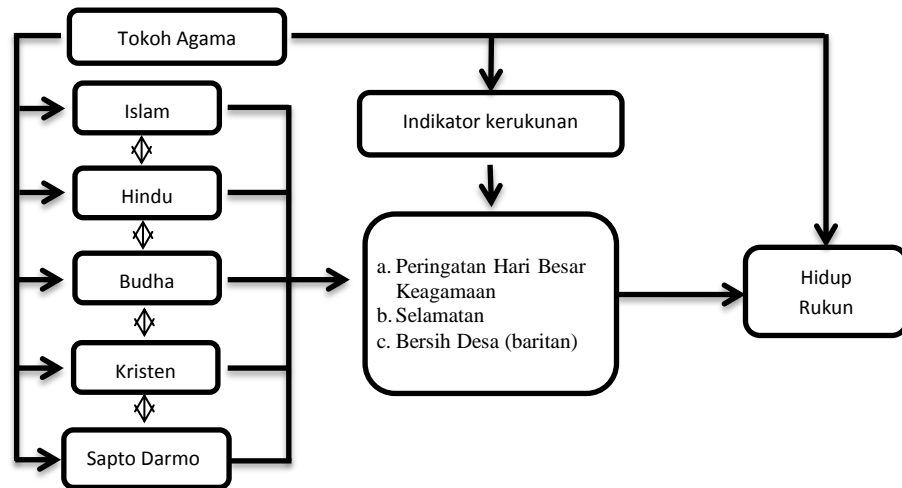 Tokoh Agama
Islam
Hindu
Budha
Kristen
Sapto Darmo
Indikator kerukunan
a. Peringatan Hari Besar
Keagamaan
b. Selamatan
c. Bersih Desa (baritan)
Hidup
Rukun